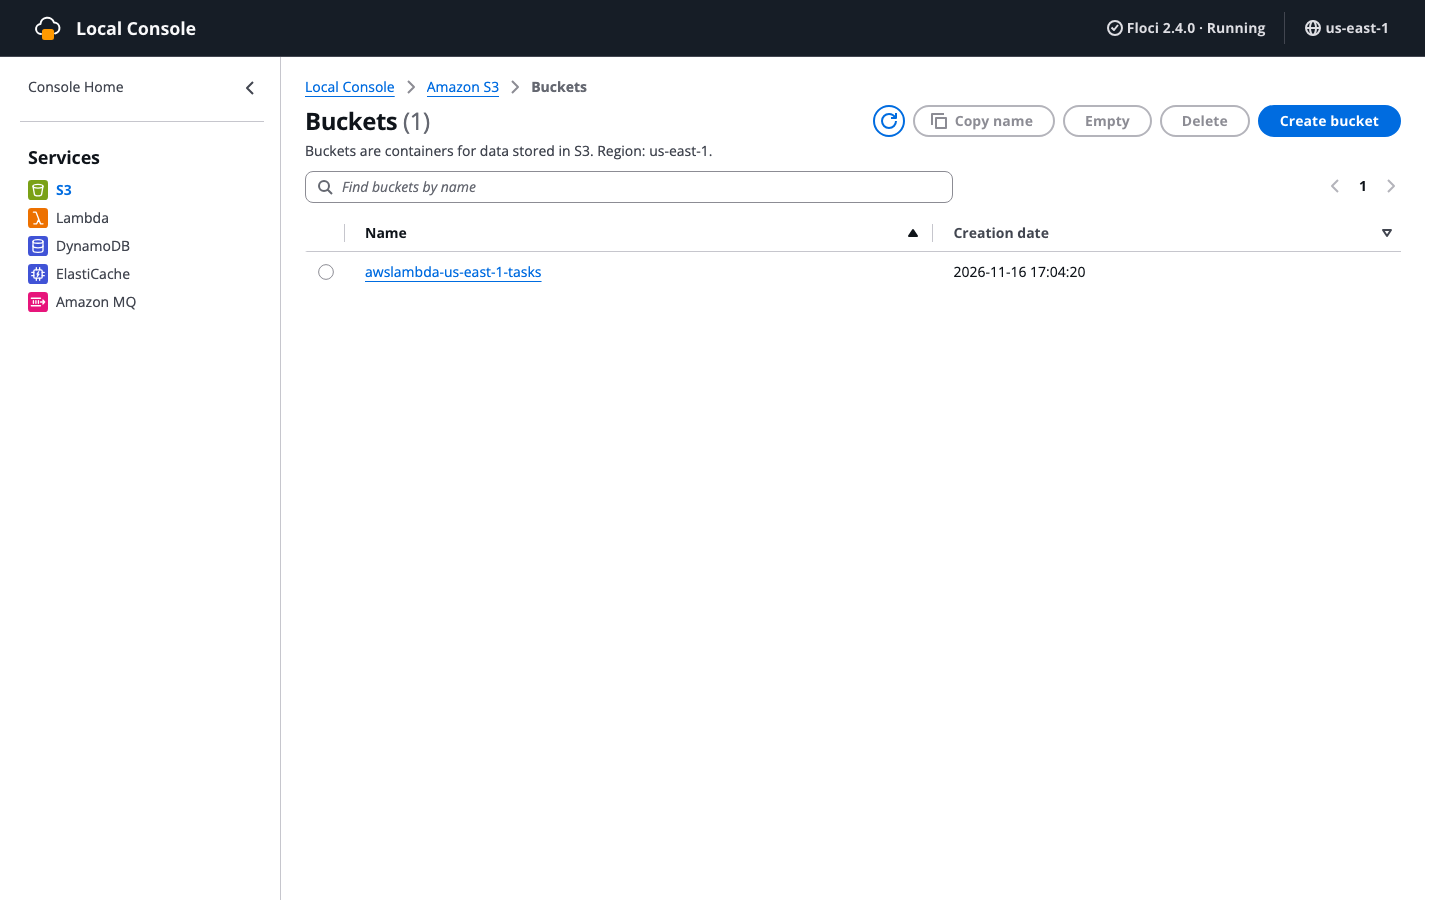 Local Console
Floci 2.4.0 · Running
us-east-1
Console Home
Services
S3
Lambda
DynamoDB
ElastiCache
Amazon MQ
Local Console > Amazon S3 > Buckets
Buckets (1)
Copy name
Empty
Delete
Create bucket
Buckets are containers for data stored in S3. Region: us-east-1.
Find buckets by name
1
Name
Creation date
awslambda-us-east-1-tasks
2026-11-16 17:04:20